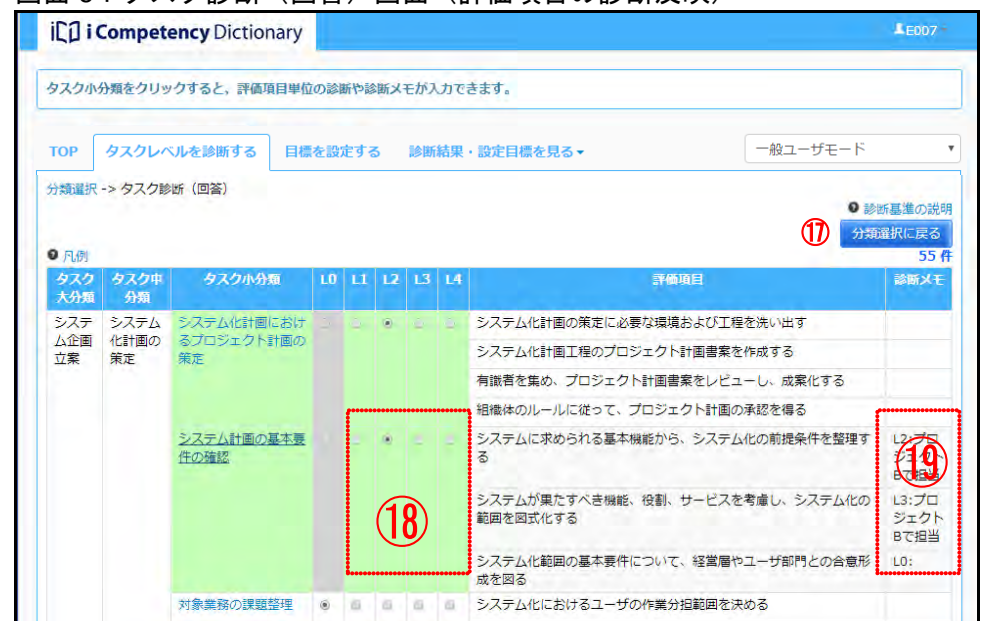 iCD i Competency Dictionary
E007
タスク小分類をクリックすると、評価項目単位の診断や診断メモが入力できます。
TOP タスクレベルを診断する 目標を設定する 診断結果・設定目標を見る 一般ユーザモード
分類選択 -> タスク診断（回答）
診断基準の説明
⑰ 分類選択に戻る
凡例 55 件
タスク大分類 タスク中分類 タスク小分類 L0 L1 L2 L3 L4 評価項目 診断メモ
システム企画立案 システム化計画の策定 システム化計画におけるプロジェクト計画の策定 システム化計画の策定に必要な環境および工程を洗い出す
システム化計画工程のプロジェクト計画書案を作成する
有識者を集め、プロジェクト計画書案をレビューし、成案化する
組織体のルールに従って、プロジェクト計画の承認を得る
システム計画の基本要件の確認 システムに求められる基本機能から、システム化の前提条件を整理する L2:プロジェクトBで担当
⑱ ⑲
システムが果たすべき機能、役割、サービスを考慮し、システム化の範囲を図式化する L3:プロジェクトBで担当
システム化範囲の基本要件について、経営層やユーザ部門との合意形成を図る L0:
対象業務の課題整理 システム化におけるユーザの作業分担範囲を決める